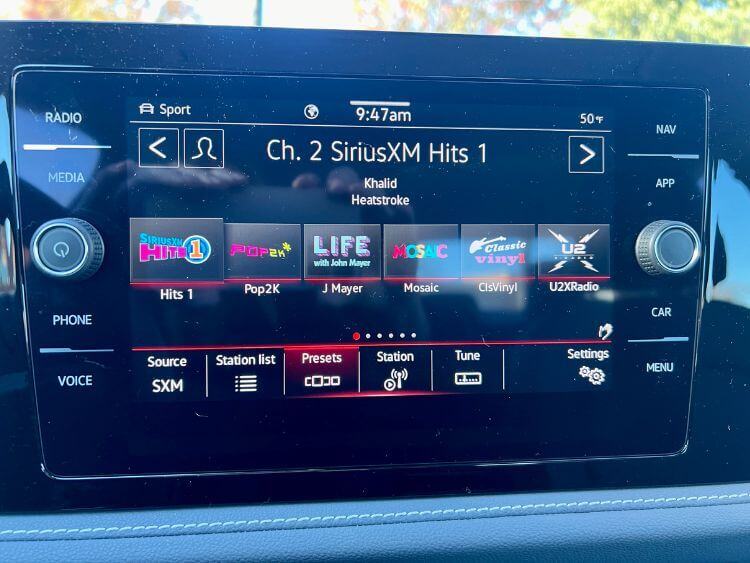 RADIO
MEDIA
PHONE
VOICE
Sport
9:47am
50°F
Ch. 2 SiriusXM Hits 1
Khalid
Heatstroke
SiriusXM
HITS 1
POP2K
LIFE
with John Mayer
MOSAIC
Classic
vinyl
U2
X-RADIO
Hits 1
Pop2K
J Mayer
Mosaic
ClsVinyl
U2XRadio
Source
SXM
Station list
Presets
Station
Tune
Settings
NAV
APP
CAR
MENU